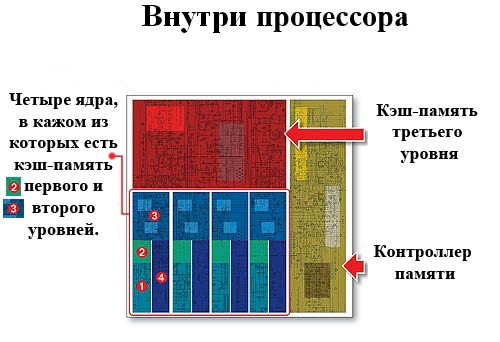 Внутри процессора
Четыре ядра,
в кажом из
которых есть
кэш-память
2 первого и
3 второго
уровней.
Кэш-память
третьего
уровня
Контроллер
памяти
3
2
1
4